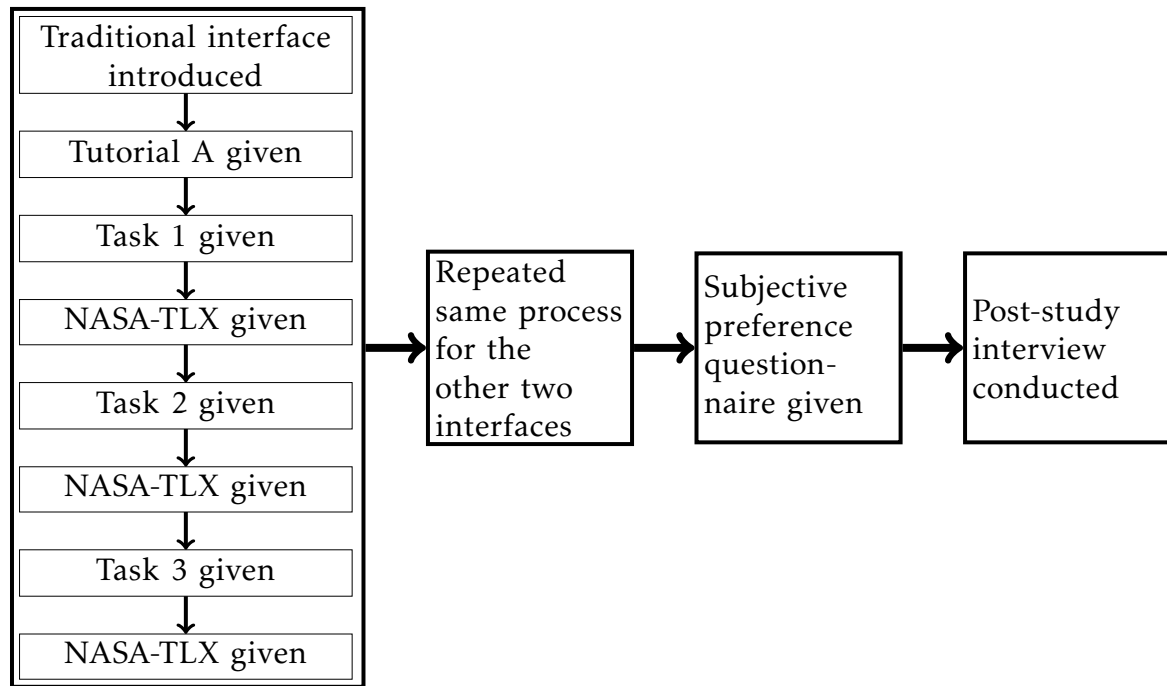 Traditional interface
introduced
Tutorial A given
Task 1 given
NASA-TLX given
Task 2 given
NASA-TLX given
Task 3 given
NASA-TLX given
Repeated
same process
for the
other two
interfaces
Subjective
preference
question-
naire given
Post-study
interview
conducted